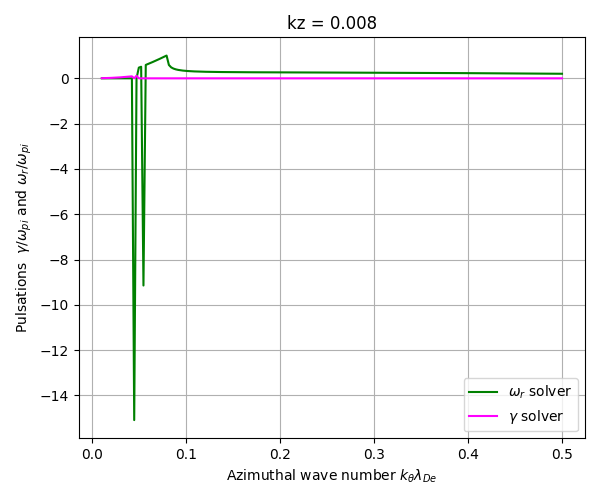 kz = 0.008
Pulsations γ/ω_pi and ω_r/ω_pi
0
−2
−4
−6
−8
−10
−12
−14
ω_r solver
γ solver
0.0 0.1 0.2 0.3 0.4 0.5
Azimuthal wave number k_θλ_De